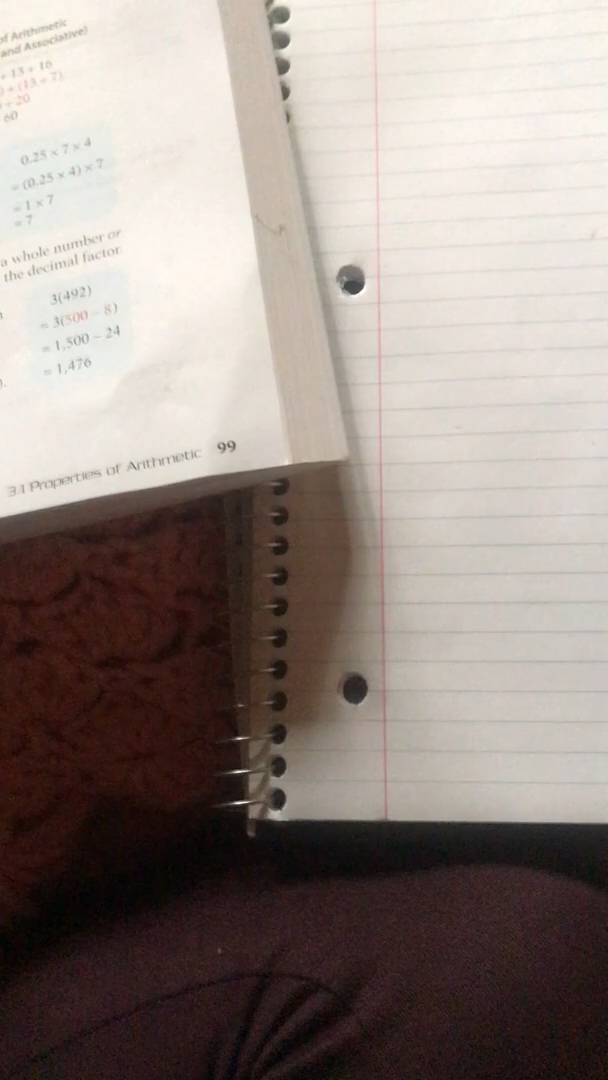 of Arithmetic
and Associative)
+ 13 + 16
+ (13 + 7)
+ 20
60
0.25 × 7 × 4
= (0.25 × 4) × 7
= 1 × 7
= 7
a whole number or
the decimal factor.
3(492)
= 3(500 − 8)
= 1,500 − 24
= 1,476
3.1 Properties of Arithmetic 99